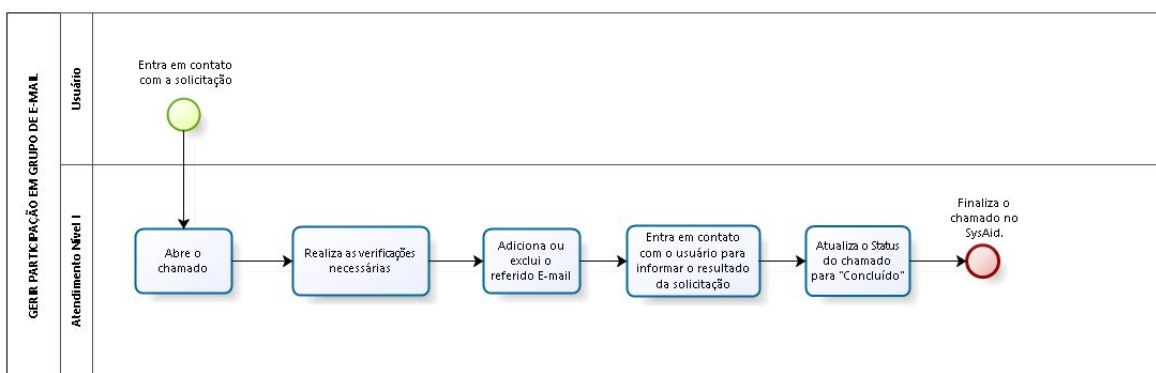 GERIR PARTICIPAÇÃO EM GRUPO DE E-MAIL
Usuário
Entra em contato
com a solicitação
Atendimento Nível I
Abre o
chamado
Realiza as verificações
necessárias
Adiciona ou
exclui o
referido E-mail
Entra em contato
com o usuário para
informar o resultado
da solicitação
Atualiza o Status
do chamado
para "Concluído"
Finaliza o
chamado no
SysAid.